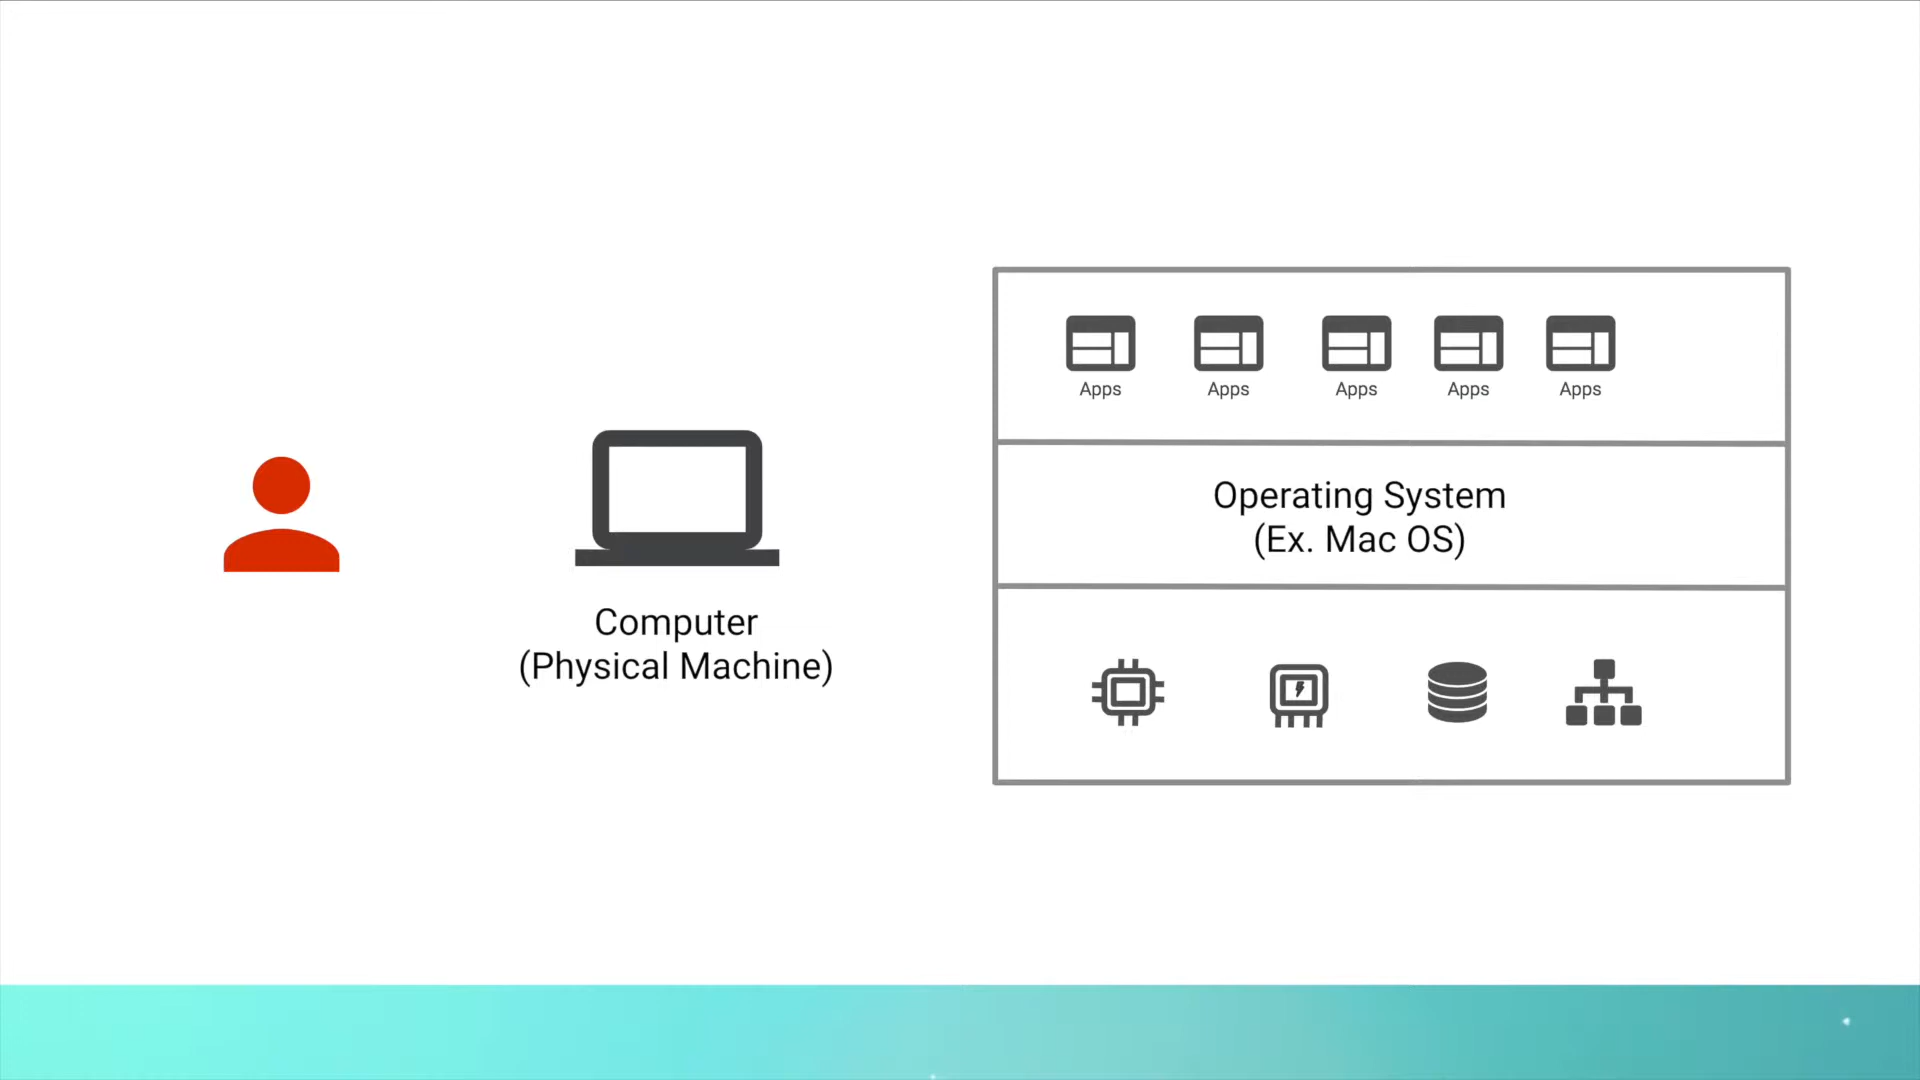 Apps
Apps
Apps
Apps
Apps
Operating System
(Ex. Mac OS)
Computer
(Physical Machine)